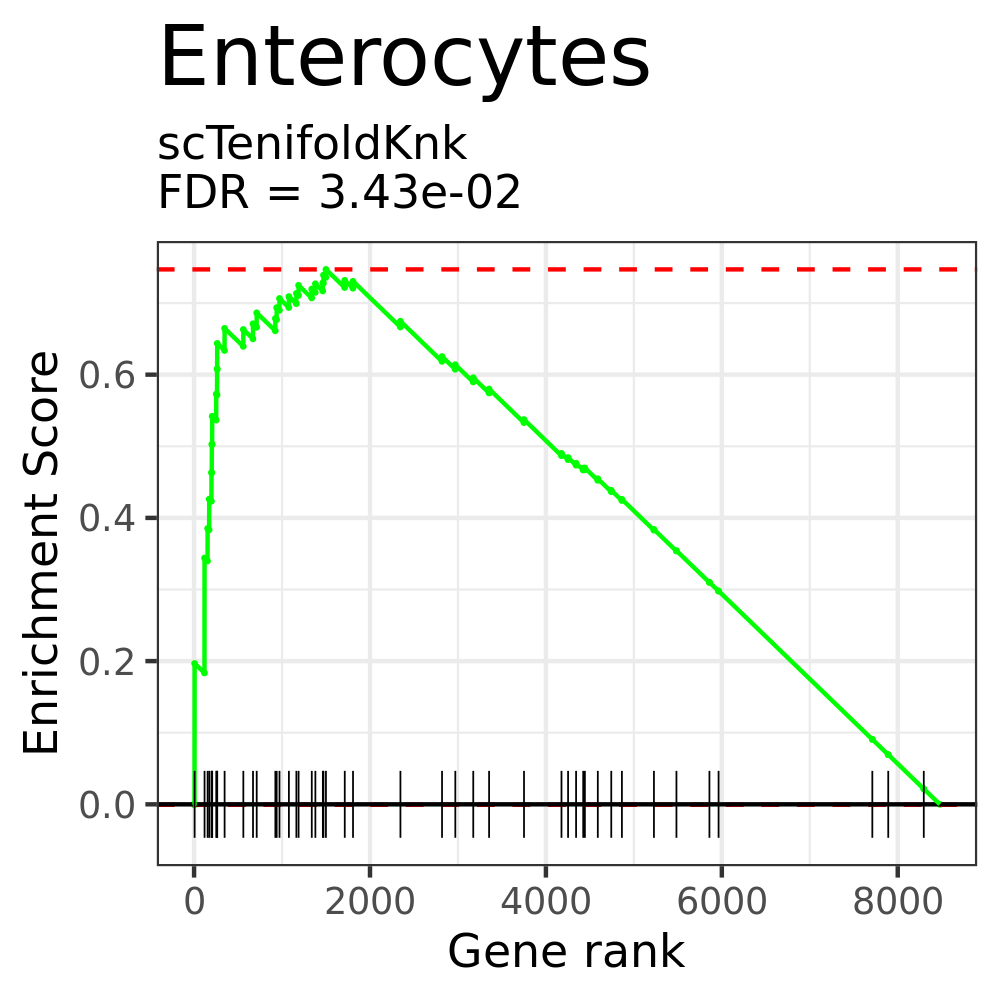 Enterocytes
scTenifoldKnk
FDR = 3.43e-02
Enrichment Score
0.6
0.4
0.2
0.0
0 2000 4000 6000 8000
Gene rank